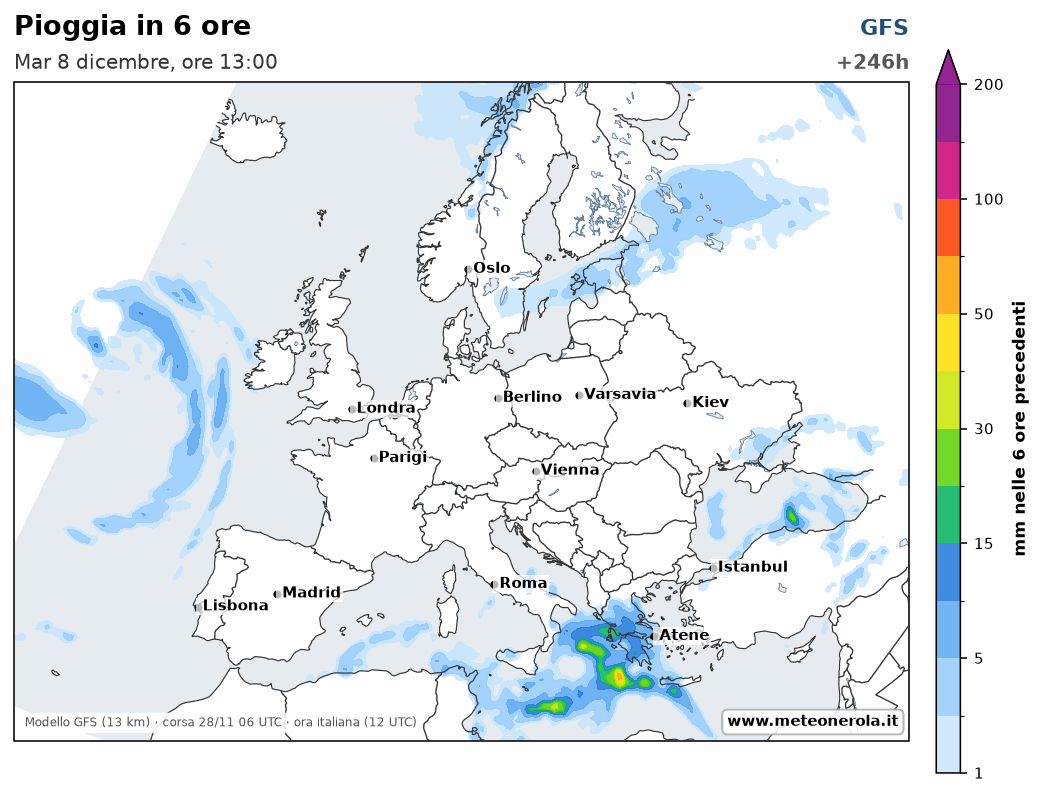 Pioggia in 6 ore
GFS
Mar 8 dicembre, ore 13:00
+246h
200
100
50
30
15
5
1
mm nelle 6 ore precedenti
Oslo
Londra
Berlino
Varsavia
Kiev
Parigi
Vienna
Istanbul
Roma
Madrid
Lisbona
Atene
Modello GFS (13 km) · corsa 28/11 06 UTC · ora italiana (12 UTC)
www.meteonerola.it